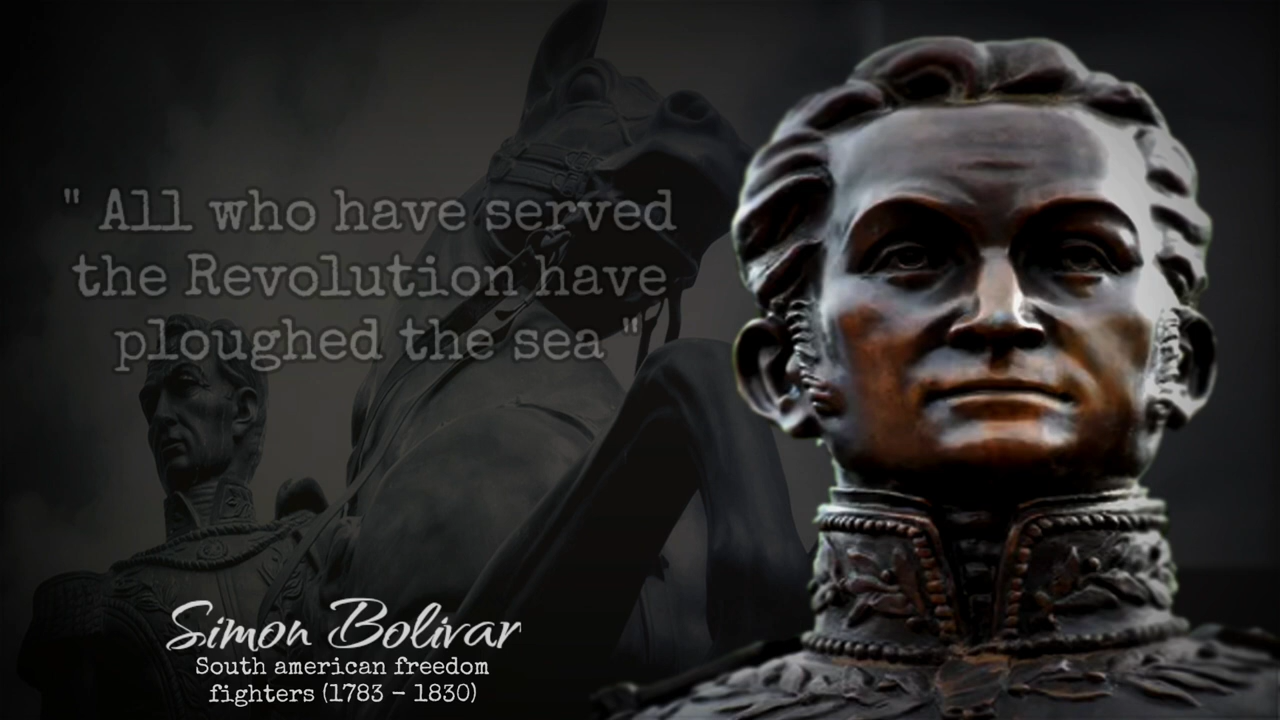 " All who have served
the Revolution have
ploughed the sea "
Simon Bolivar
South american freedom
fighters (1783 - 1830)